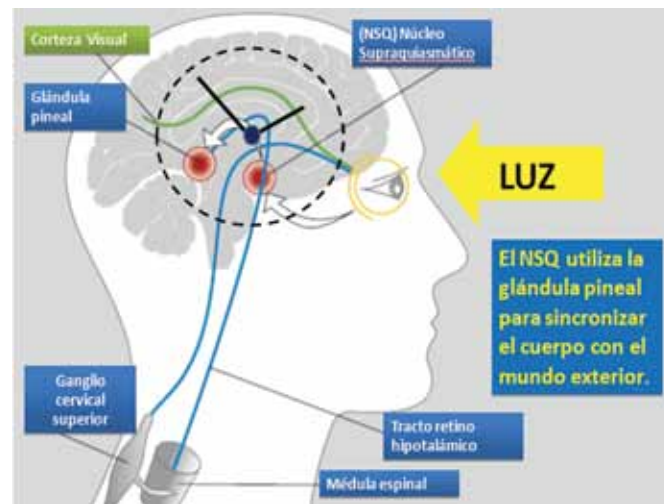 Corteza Visual
Glándula
pineal
(NSQ) Núcleo
Supraquiasmático
LUZ
El NSQ utiliza la
glándula pineal
para sincronizar
el cuerpo con el
mundo exterior.
Ganglio
cervical
superior
Tracto retino
hipotalámico
Médula espinal